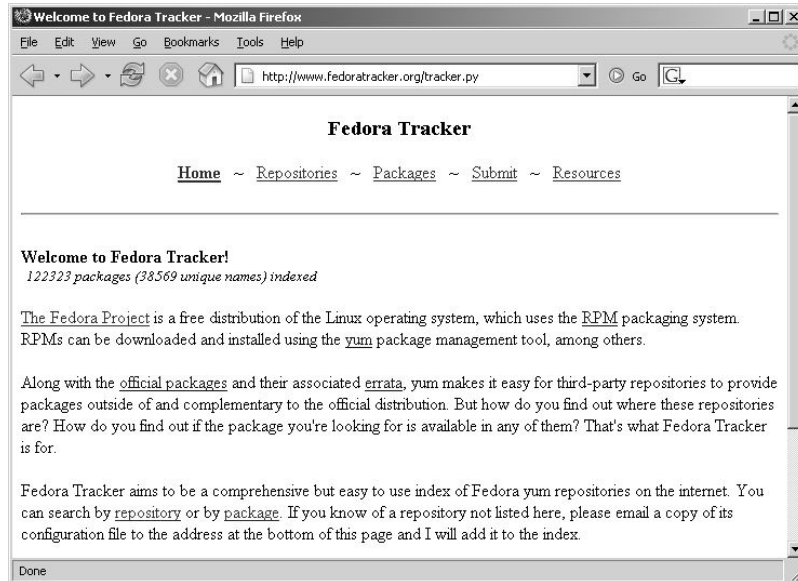 Welcome to Fedora Tracker - Mozilla Firefox
File Edit View Go Bookmarks Tools Help
http://www.fedoratracker.org/tracker.py Go G
Fedora Tracker
Home ~ Repositories ~ Packages ~ Submit ~ Resources
Welcome to Fedora Tracker!
122323 packages (38569 unique names) indexed
The Fedora Project is a free distribution of the Linux operating system, which uses the RPM packaging system.
RPMs can be downloaded and installed using the yum package management tool, among others.
Along with the official packages and their associated errata, yum makes it easy for third-party repositories to provide
packages outside of and complementary to the official distribution. But how do you find out where these repositories
are? How do you find out if the package you're looking for is available in any of them? That's what Fedora Tracker
is for.
Fedora Tracker aims to be a comprehensive but easy to use index of Fedora yum repositories on the internet. You
can search by repository or by package. If you know of a repository not listed here, please email a copy of its
configuration file to the address at the bottom of this page and I will add it to the index.
Done